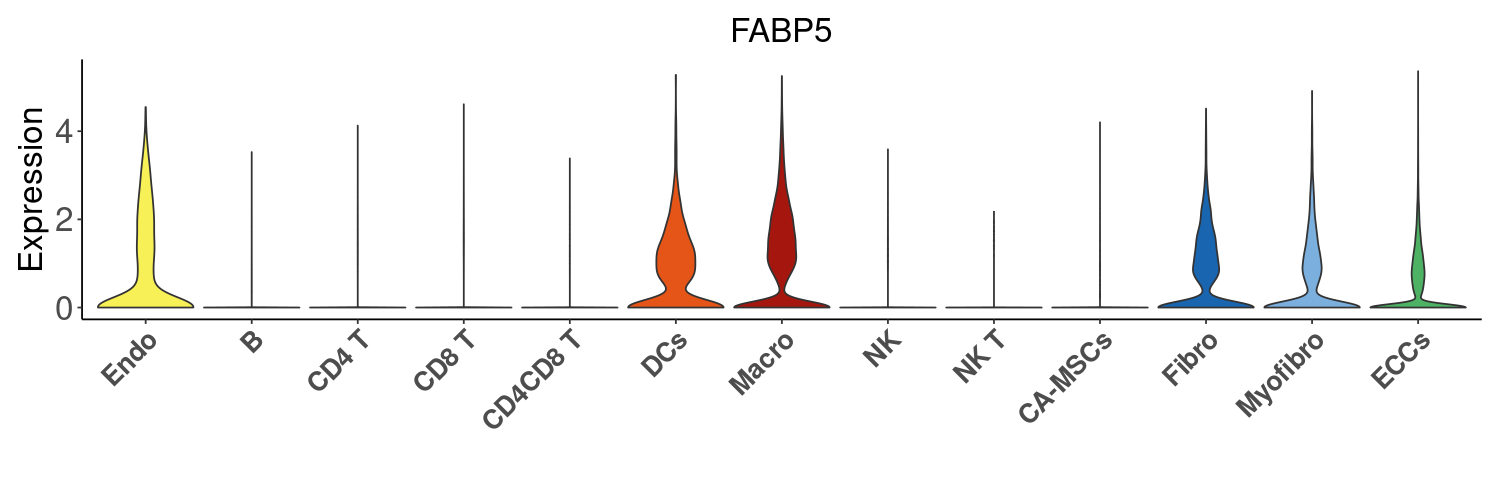 FABP5
Expression
4
2
0
Endo
B
CD4 T
CD8 T
CD4CD8 T
DCs
Macro
NK
NK T
CA-MSCs
Fibro
Myofibro
ECCs